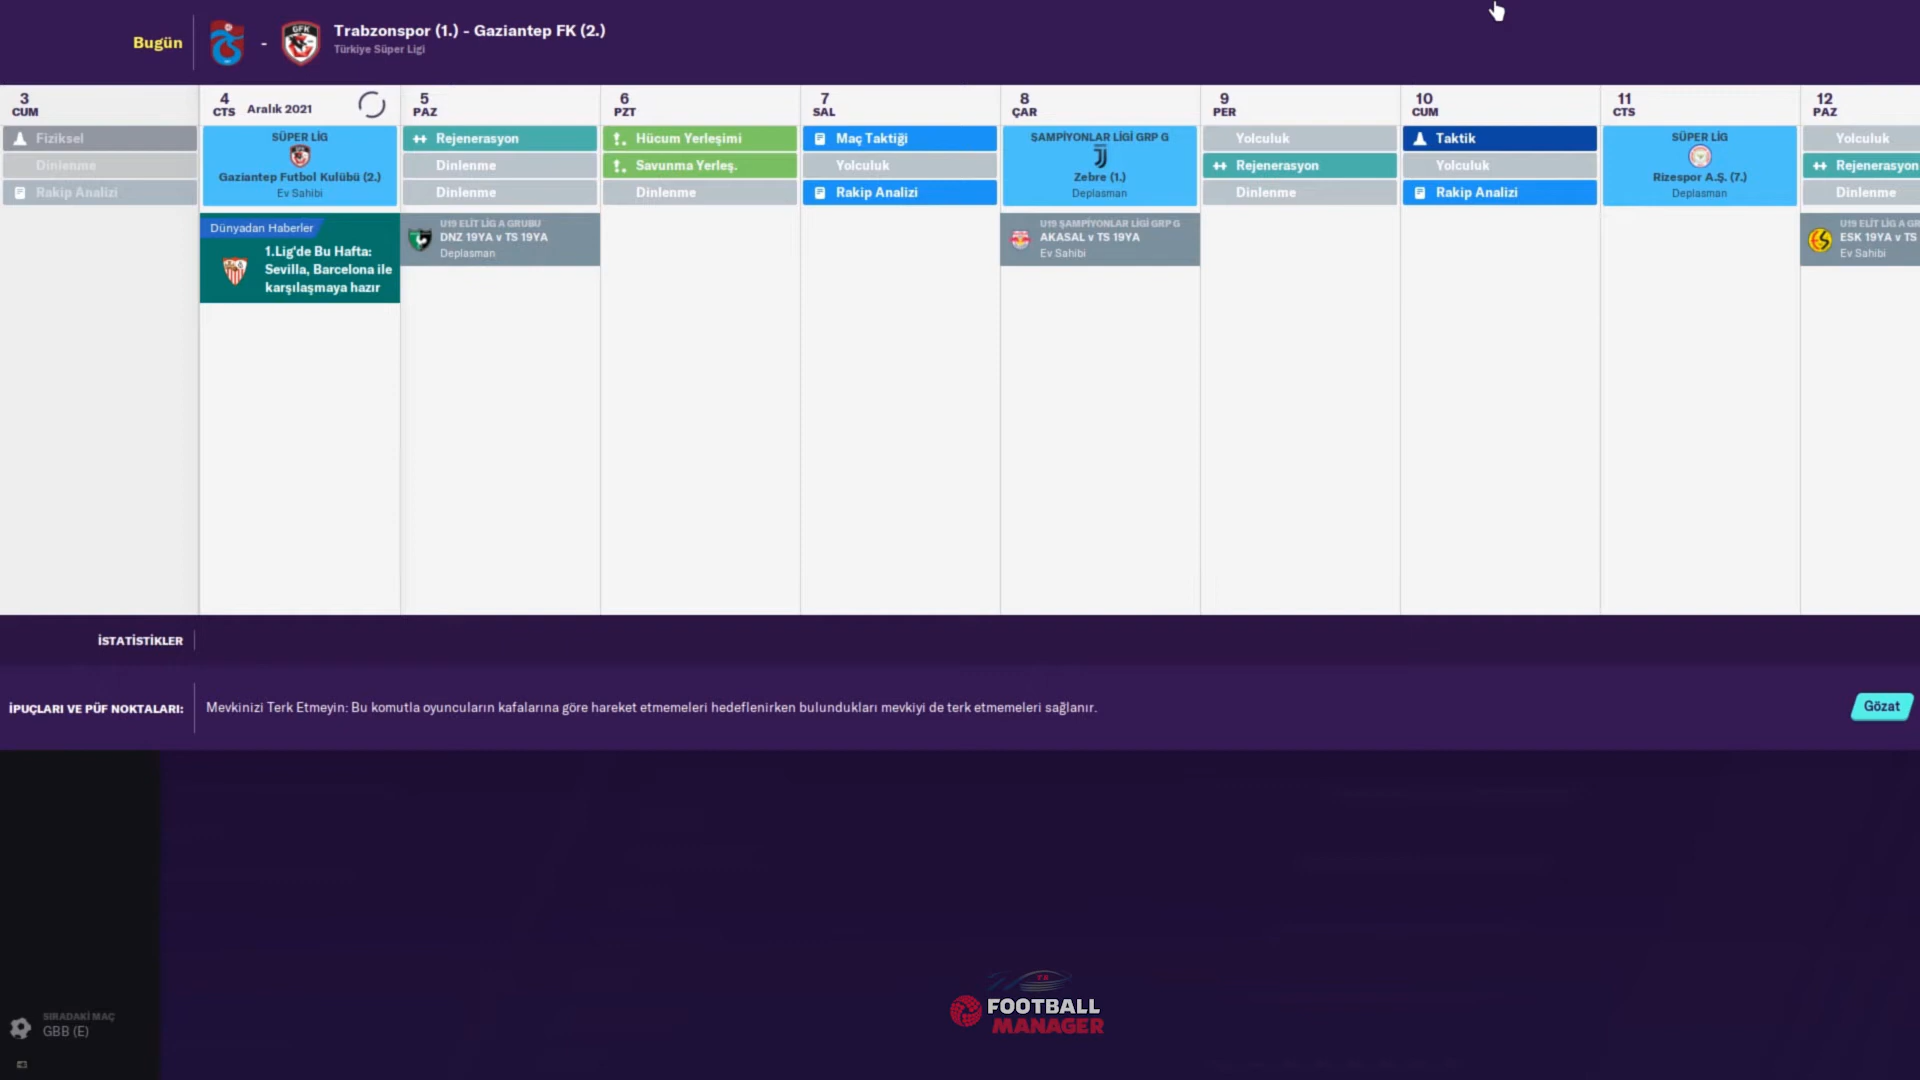 Bugün
Trabzonspor (1.) - Gaziantep FK (2.)
Türkiye Süper Ligi
3
CUM
Fiziksel
Dinlenme
Rakip Analizi
4
CTS Aralık 2021
SÜPER LİG
Gaziantep Futbol Kulübü (2.)
Ev Sahibi
Dünyadan Haberler
1.Lig'de Bu Hafta:
Sevilla, Barcelona ile
karşılaşmaya hazır
5
PAZ
Rejenerasyon
Dinlenme
Dinlenme
U19 ELİT LİG A GRUBU
DNZ 19YA v TS 19YA
Deplasman
6
PZT
Hücum Yerleşimi
Savunma Yerleş.
Dinlenme
7
SAL
Maç Taktiği
Yolculuk
Rakip Analizi
8
ÇAR
ŞAMPİYONLAR LİGİ GRP G
Zebre (1.)
Deplasman
U19 ŞAMPİYONLAR LİGİ GRP G
AKASAL v TS 19YA
Ev Sahibi
9
PER
Yolculuk
Rejenerasyon
Dinlenme
10
CUM
Taktik
Yolculuk
Rakip Analizi
11
CTS
SÜPER LİG
Rizespor A.Ş. (7.)
Deplasman
12
PAZ
Yolculuk
Rejenerasyon
Dinlenme
U19 ELİT LİG A GR
ESK 19YA v TS
Ev Sahibi
İSTATİSTİKLER
İPUÇLARI VE PÜF NOKTALARI:
Mevkinizi Terk Etmeyin: Bu komutla oyuncuların kafalarına göre hareket etmemeleri hedeflenirken bulundukları mevkiyi de terk etmemeleri sağlanır.
Gözat
SIRADAKİ MAÇ
GBB (E)
FOOTBALL
MANAGER